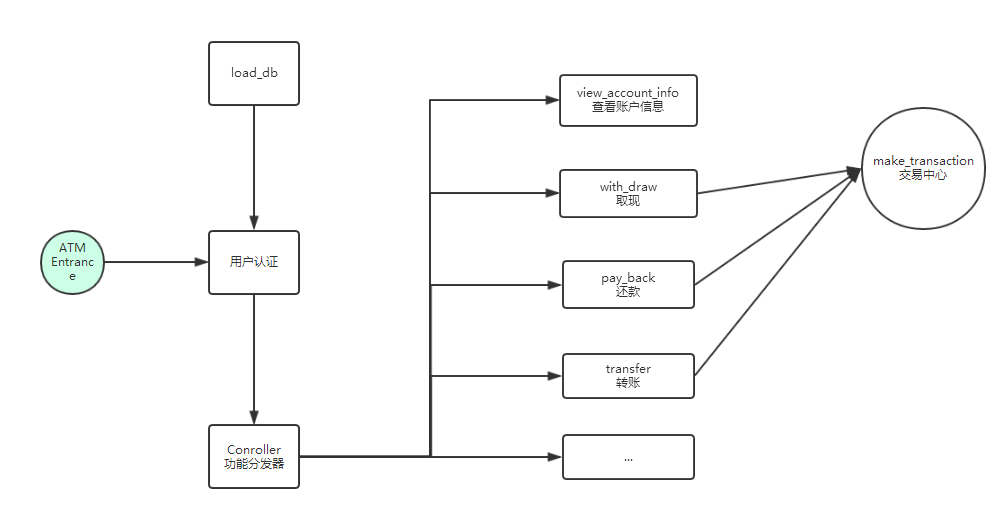 load_db
view_account_info
查看账户信息
make_transaction
交易中心
with_draw
取现
ATM
Entranc
e
用户认证
pay_back
还款
transfer
转账
Conroller
功能分发器
...